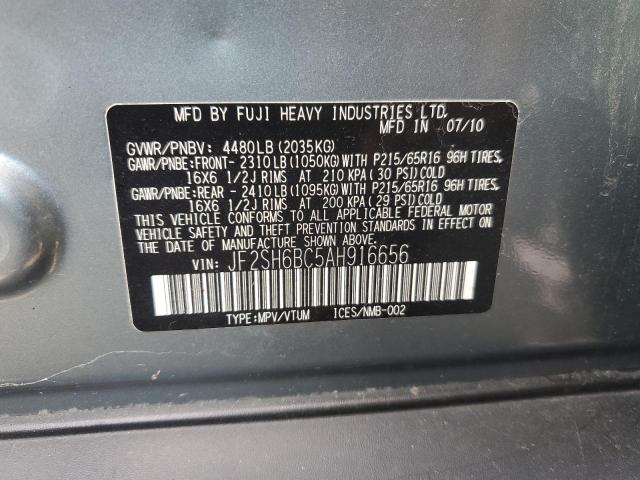 MFD BY FUJI HEAVY INDUSTRIES LTD.
MFD IN 07/10
GVWR/PNBV: 4480LB(2035KG)
GAWR/PNBE:FRONT- 2310LB(1050KG)WITH P215/65R16 96H TIRES,
16X6 1/2J RIMS AT 210 KPA ( 30 PSI)COLD
GAWR/PNBE:REAR - 2410LB(1095KG)WITH P215/65R16 96H TIRES,
16X6 1/2J RIMS AT 200 KPA ( 29 PSI)COLD
THIS VEHICLE CONFORMS TO ALL APPLICABLE FEDERAL MOTOR
VEHICLE SAFETY AND THEFT PREVENTION STANDARDS IN EFFECT
ON THE DATE OF MANUFACTURE SHOWN ABOVE.
VIN: JF2SH6BC5AH916656
TYPE:MPV/VTUM ICES/NMB-002